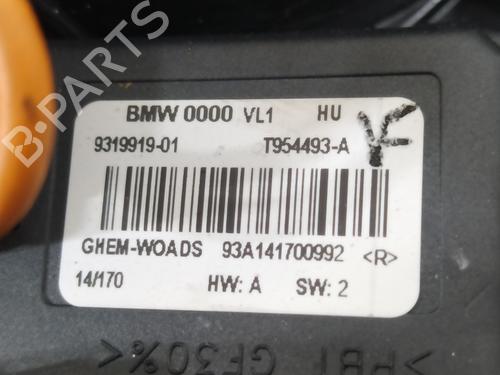 BMW 0000 VL1 HU
9319919-01 T954493-A
GHEM-WOADS 93A141700992 <R>
14/170 HW: A SW: 2
>PBT GF30%<
B-PARTS